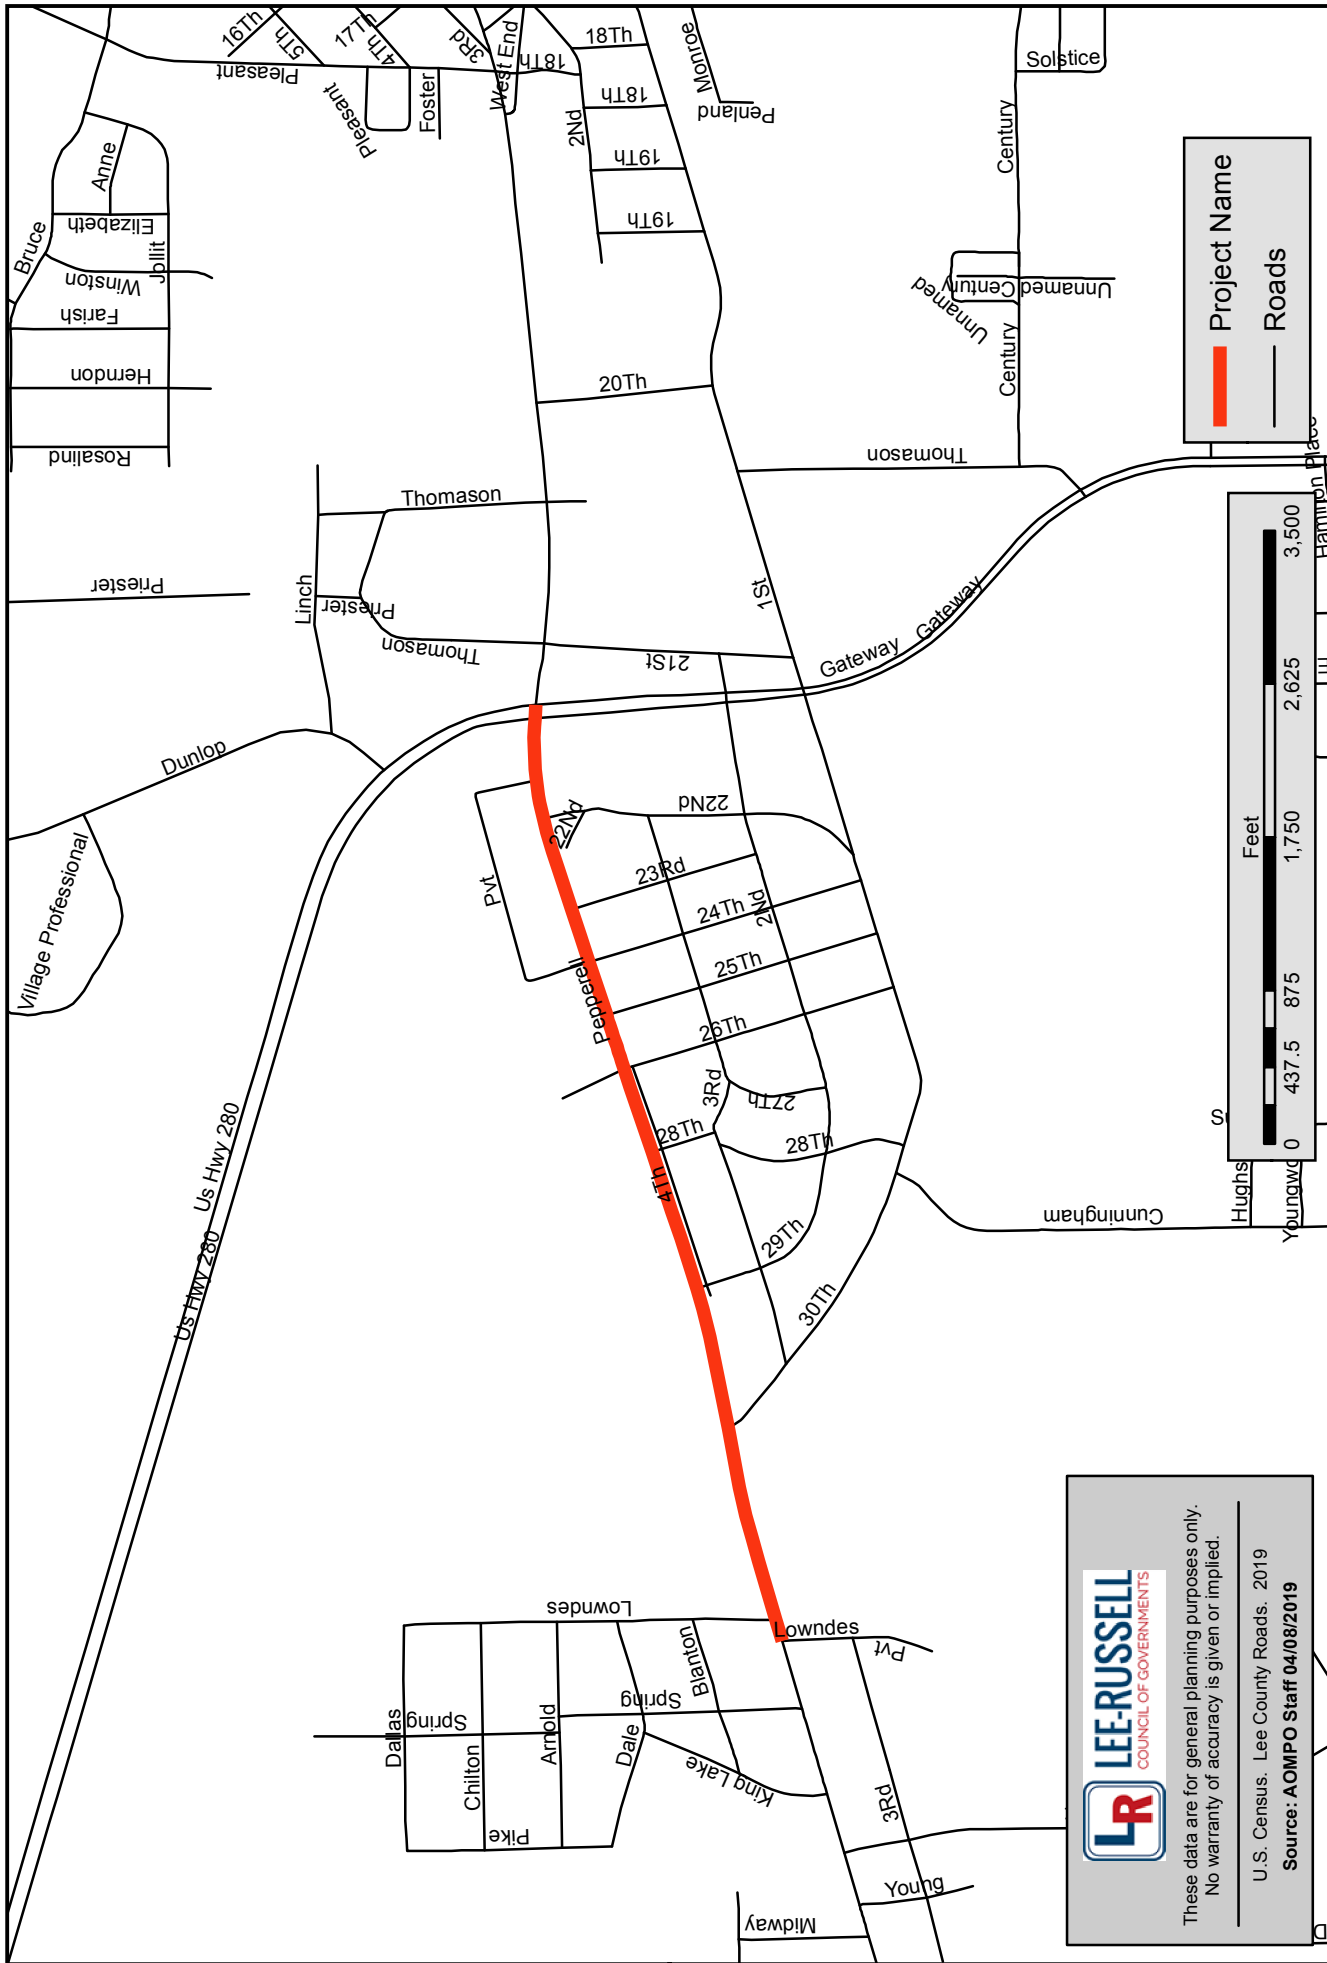 16Th
5Th
17Th
4Th
3Rd
West End
18Th
18Th
Monroe
Solstice
Pleasant
Pleasant
Foster
2Nd
18Th
Penland
Century
19Th
19Th
Anne
Elizabeth
Bruce
Winston
Jollit
Farish
Herndon
Rosalind
20Th
Unnamed
Century
Unnamed
Century
Thomason
Thomason
Priester
Linch
Priester
Thomason
21St
1St
Gateway
Gateway
Dunlop
Village Professional
Pvt
22Nd
22Nd
23Rd
24Th
2Nd
25Th
26Th
Pepperell
3Rd
27Th
28Th
28Th
4Th
29Th
30Th
Us Hwy 280
Us Hwy 280
Cunningham
Hughs
Youngwo
Hamilton Place
Lowndes
Lowndes
Pvt
Blanton
Spring
Spring
Dallas
Chilton
Arnold
Dale
King Lake
Pike
3Rd
Young
Midway
Project Name
Roads
Feet
0 437.5 875 1,750 2,625 3,500
LR
LEE-RUSSELL
COUNCIL OF GOVERNMENTS
These data are for general planning purposes only.
No warranty of accuracy is given or implied.
U.S. Census. Lee County Roads. 2019
Source: AOMPO Staff 04/08/2019